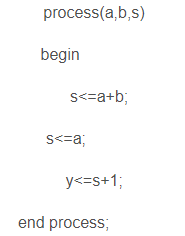 process(a,b,s)
begin
s<=a+b;
s<=a;
y<=s+1;
end process;